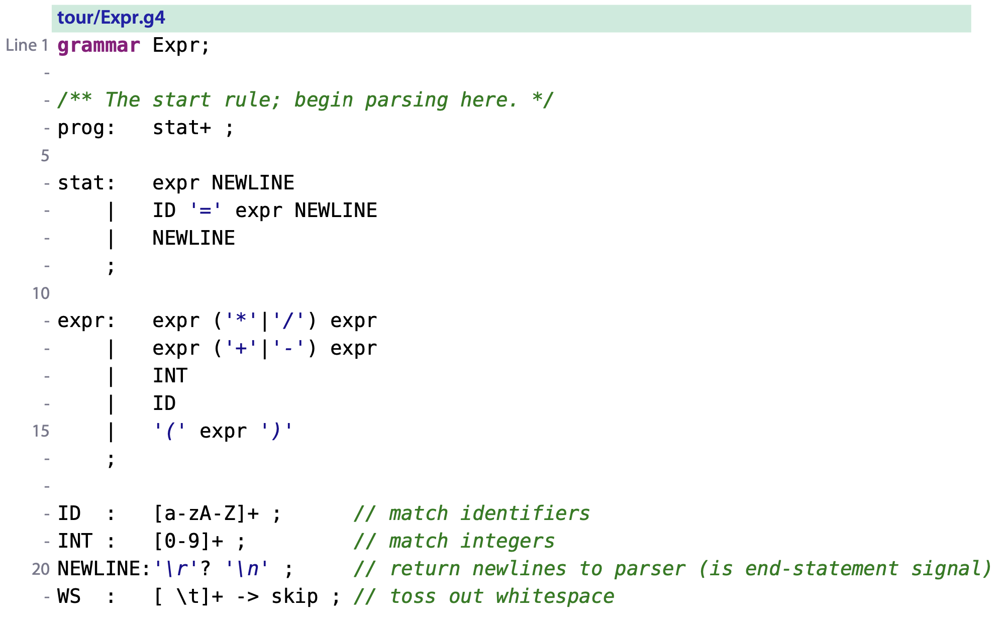 tour/Expr.g4
Line 1 grammar Expr;
-
- /** The start rule; begin parsing here. */
- prog:   stat+ ;
5
- stat:   expr NEWLINE
-     |   ID '=' expr NEWLINE
-     |   NEWLINE
-     ;
10
- expr:   expr ('*'|'/') expr
-     |   expr ('+'|'-') expr
-     |   INT
-     |   ID
15     |   '(' expr ')'
-     ;
-
- ID  :   [a-zA-Z]+ ;      // match identifiers
- INT :   [0-9]+ ;         // match integers
20 NEWLINE:'\r'? '\n' ;     // return newlines to parser (is end-statement signal)
- WS  :   [ \t]+ -> skip ; // toss out whitespace